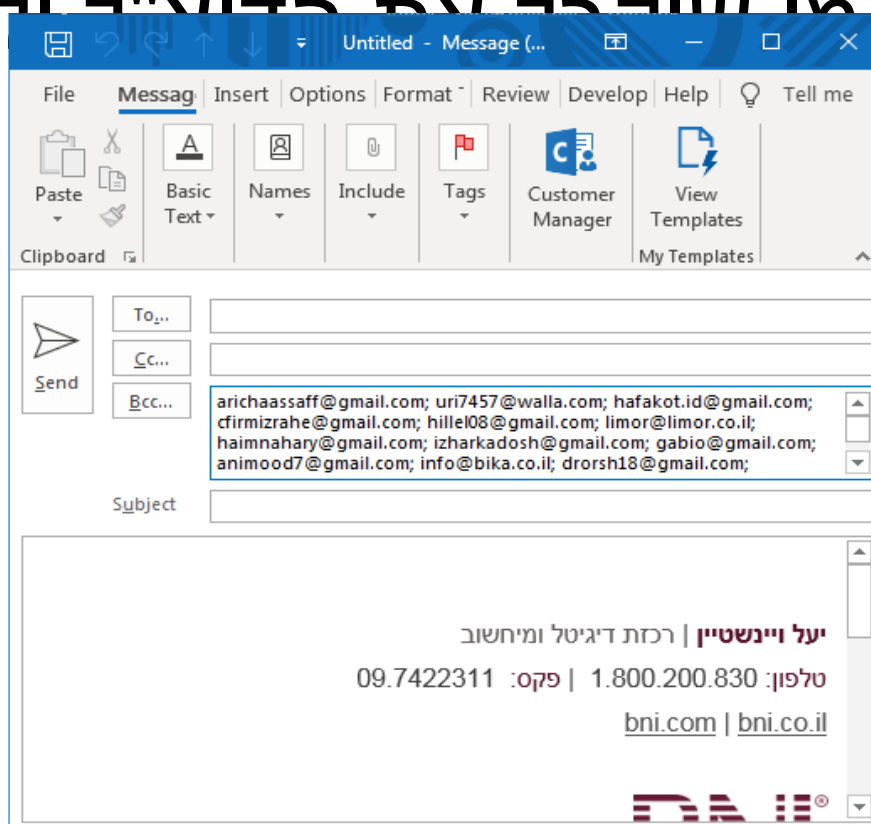 Untitled - Message (...
File Messag Insert Options Format Review Develop Help Tell me
Paste
Basic Text
Names
Include
Tags
Customer Manager
View Templates
Clipboard
My Templates
Send
To...
Cc...
Bcc...
arichaassaff@gmail.com; uri7457@walla.com; hafakot.id@gmail.com;
cfirmizrahe@gmail.com; hillel08@gmail.com; limor@limor.co.il;
haimnahary@gmail.com; izharkadosh@gmail.com; gabio@gmail.com;
animood7@gmail.com; info@bika.co.il; drorsh18@gmail.com;
Subject
יעל ויינשטיין | רכזת דיגיטל ומיחשוב
טלפון: 1.800.200.830 | פקס: 09.7422311
bni.com | bni.co.il